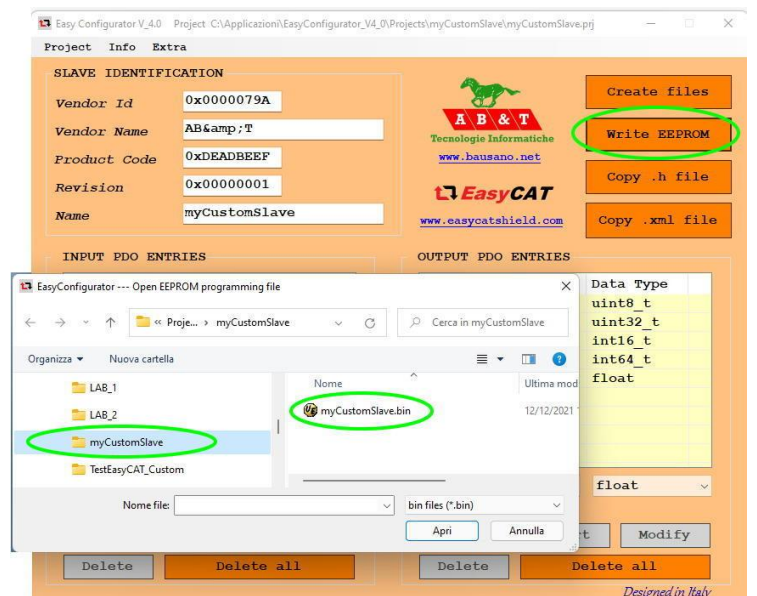 Easy Configurator V_4.0 Project C:\Applicazioni\EasyConfigurator_V4_0\Projects\myCustomSlave\myCustomSlave.prj
Project Info Extra
SLAVE IDENTIFICATION
Vendor Id 0x0000079A
Vendor Name AB&amp;T
Product Code 0xDEADBEEF
Revision 0x00000001
Name myCustomSlave
AB&T
Tecnologie Informatiche
www.bausano.net
EasyCAT
www.easycatshield.com
Create files
Write EEPROM
Copy .h file
Copy .xml file
INPUT PDO ENTRIES
OUTPUT PDO ENTRIES
Data Type
uint8_t
uint32_t
int16_t
int64_t
float
float
EasyConfigurator --- Open EEPROM programming file
« Proje... › myCustomSlave
Cerca in myCustomSlave
Organizza Nuova cartella
LAB_1
LAB_2
myCustomSlave
TestEasyCAT_Custom
Nome Ultima mod
myCustomSlave.bin 12/12/2021
Nome file: bin files (*.bin)
Apri Annulla
Modify
Delete Delete all Delete Delete all
Designed in Italy